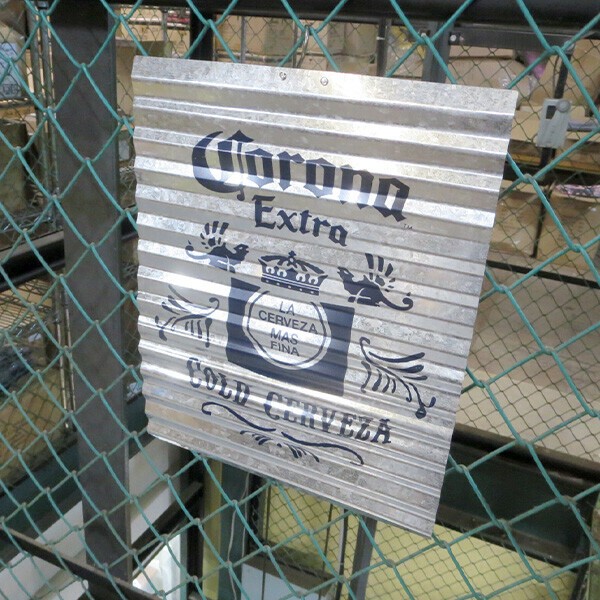 Corona
Extra
LA
CERVEZA
MAS
FINA
COLD CERVEZA